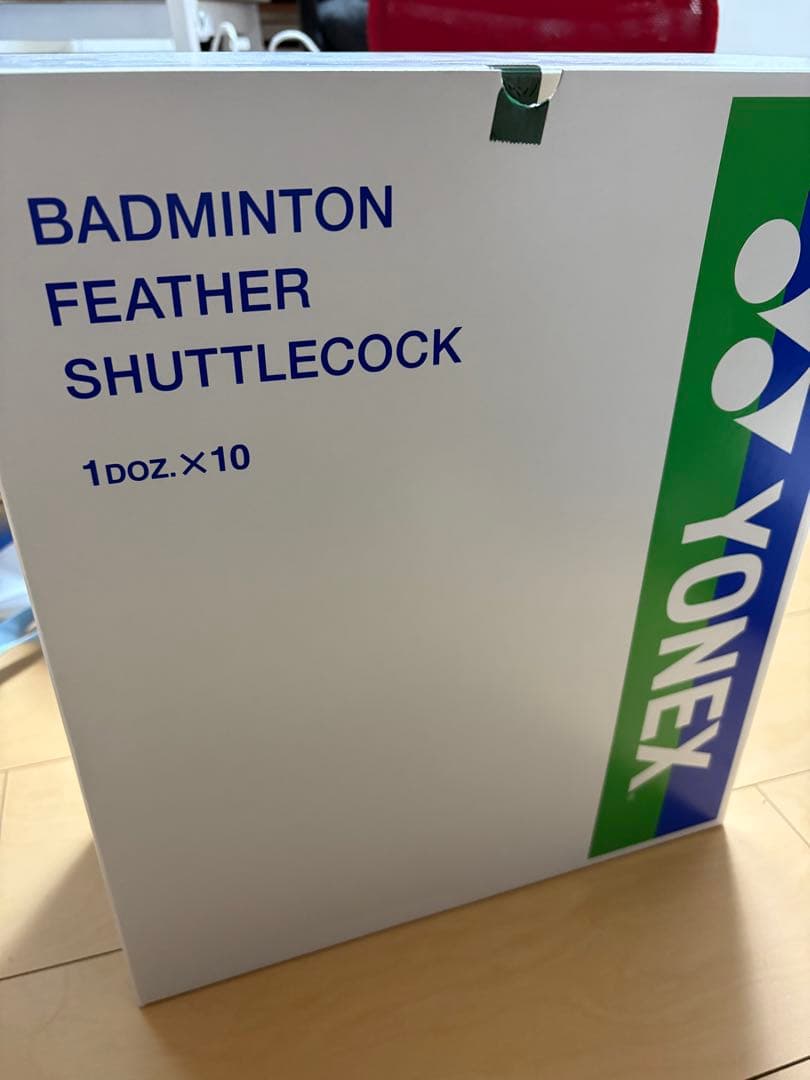 BADMINTON
FEATHER
SHUTTLECOCK
1DOZ.×10
YONEX